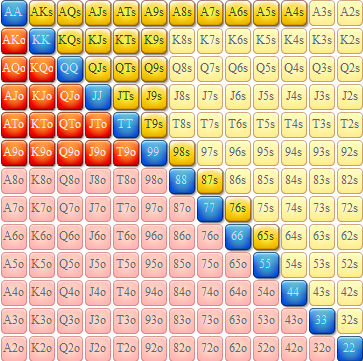 AA AKs AQs AJs ATs A9s A8s A7s A6s A5s A4s A3s A2s
AKo KK KQs KJs KTs K9s K8s K7s K6s K5s K4s K3s K2s
AQo KQo QQ QJs QTs Q9s Q8s Q7s Q6s Q5s Q4s Q3s Q2s
AJo KJo QJo JJ JTs J9s J8s J7s J6s J5s J4s J3s J2s
ATo KTo QTo JTo TT T9s T8s T7s T6s T5s T4s T3s T2s
A9o K9o Q9o J9o T9o 99 98s 97s 96s 95s 94s 93s 92s
A8o K8o Q8o J8o T8o 98o 88 87s 86s 85s 84s 83s 82s
A7o K7o Q7o J7o T7o 97o 87o 77 76s 75s 74s 73s 72s
A6o K6o Q6o J6o T6o 96o 86o 76o 66 65s 64s 63s 62s
A5o K5o Q5o J5o T5o 95o 85o 75o 65o 55 54s 53s 52s
A4o K4o Q4o J4o T4o 94o 84o 74o 64o 54o 44 43s 42s
A3o K3o Q3o J3o T3o 93o 83o 73o 63o 53o 43o 33 32s
A2o K2o Q2o J2o T2o 92o 82o 72o 62o 52o 42o 32o 22